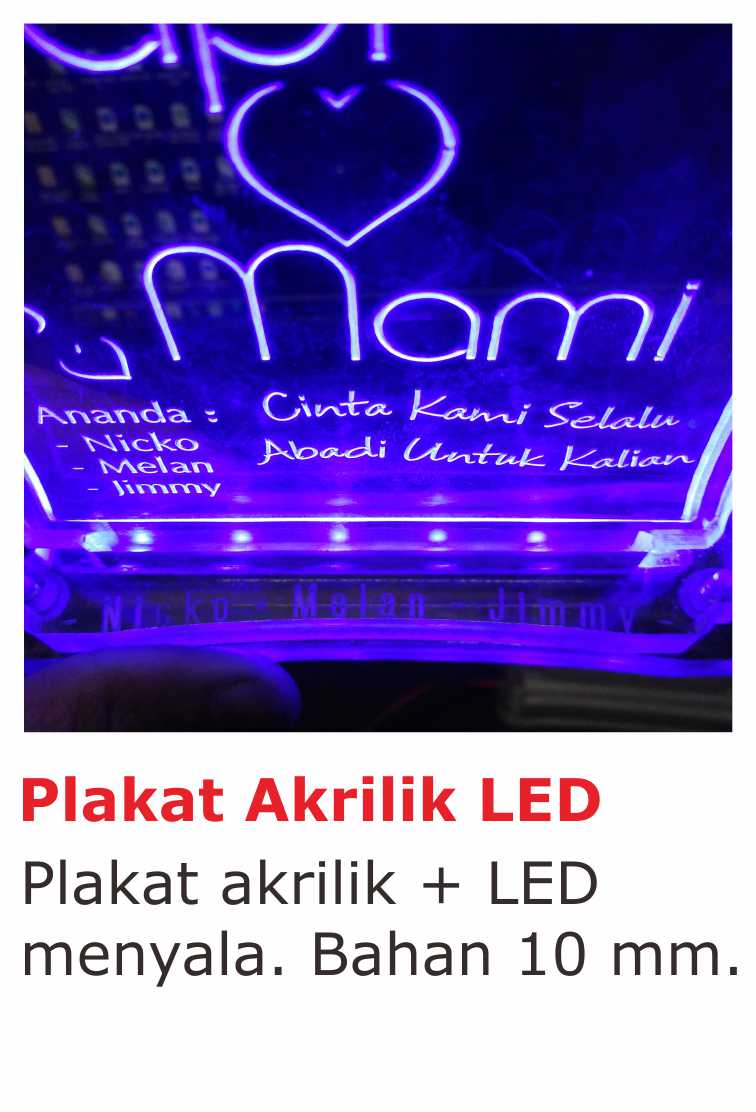 Mami
Ananda :
- Nicko
- Melan
- Jimmy
Cinta Kami Selalu
Abadi Untuk Kalian
Nicko - Melan - Jimmy
Plakat Akrilik LED
Plakat akrilik + LED
menyala. Bahan 10 mm.